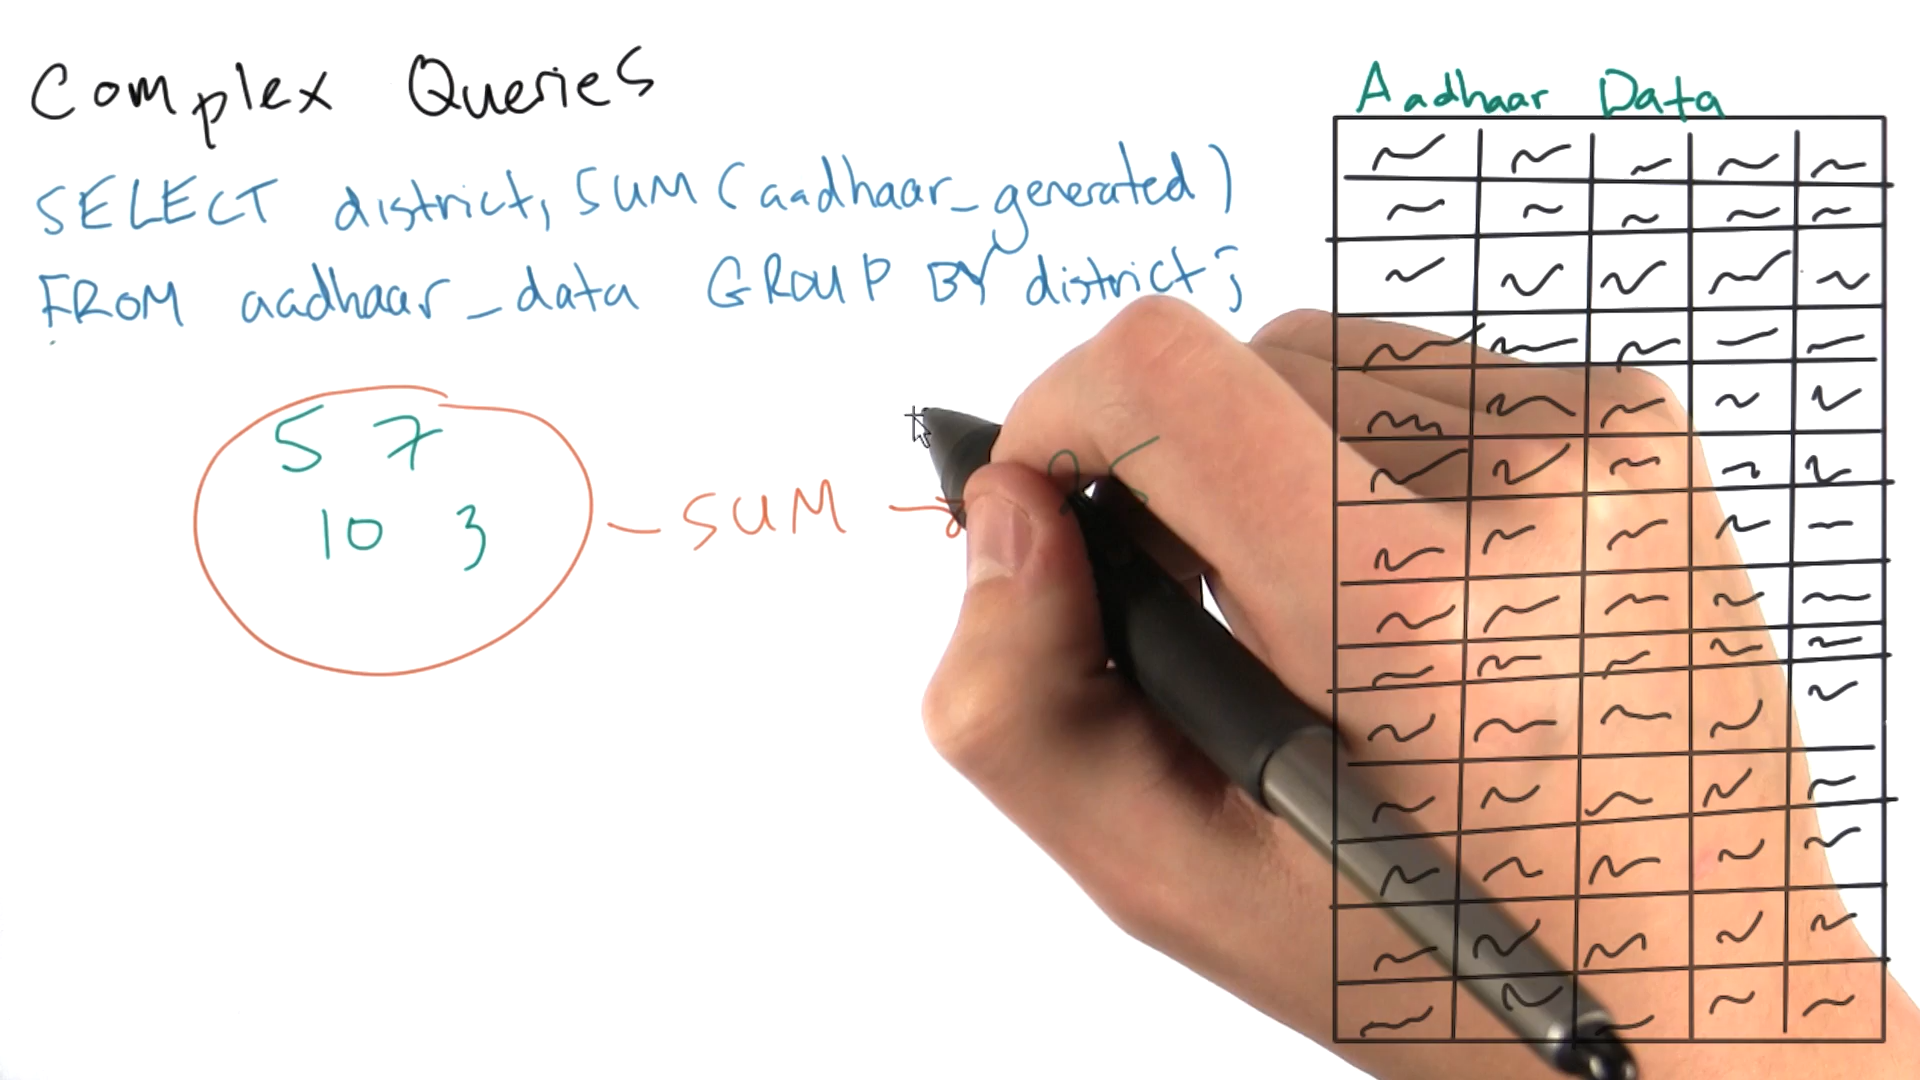 Complex Queries
SELECT district, SUM(aadhaar_generated)
FROM aadhaar_data GROUP BY district;
5 7
10 3
SUM
Aadhaar Data